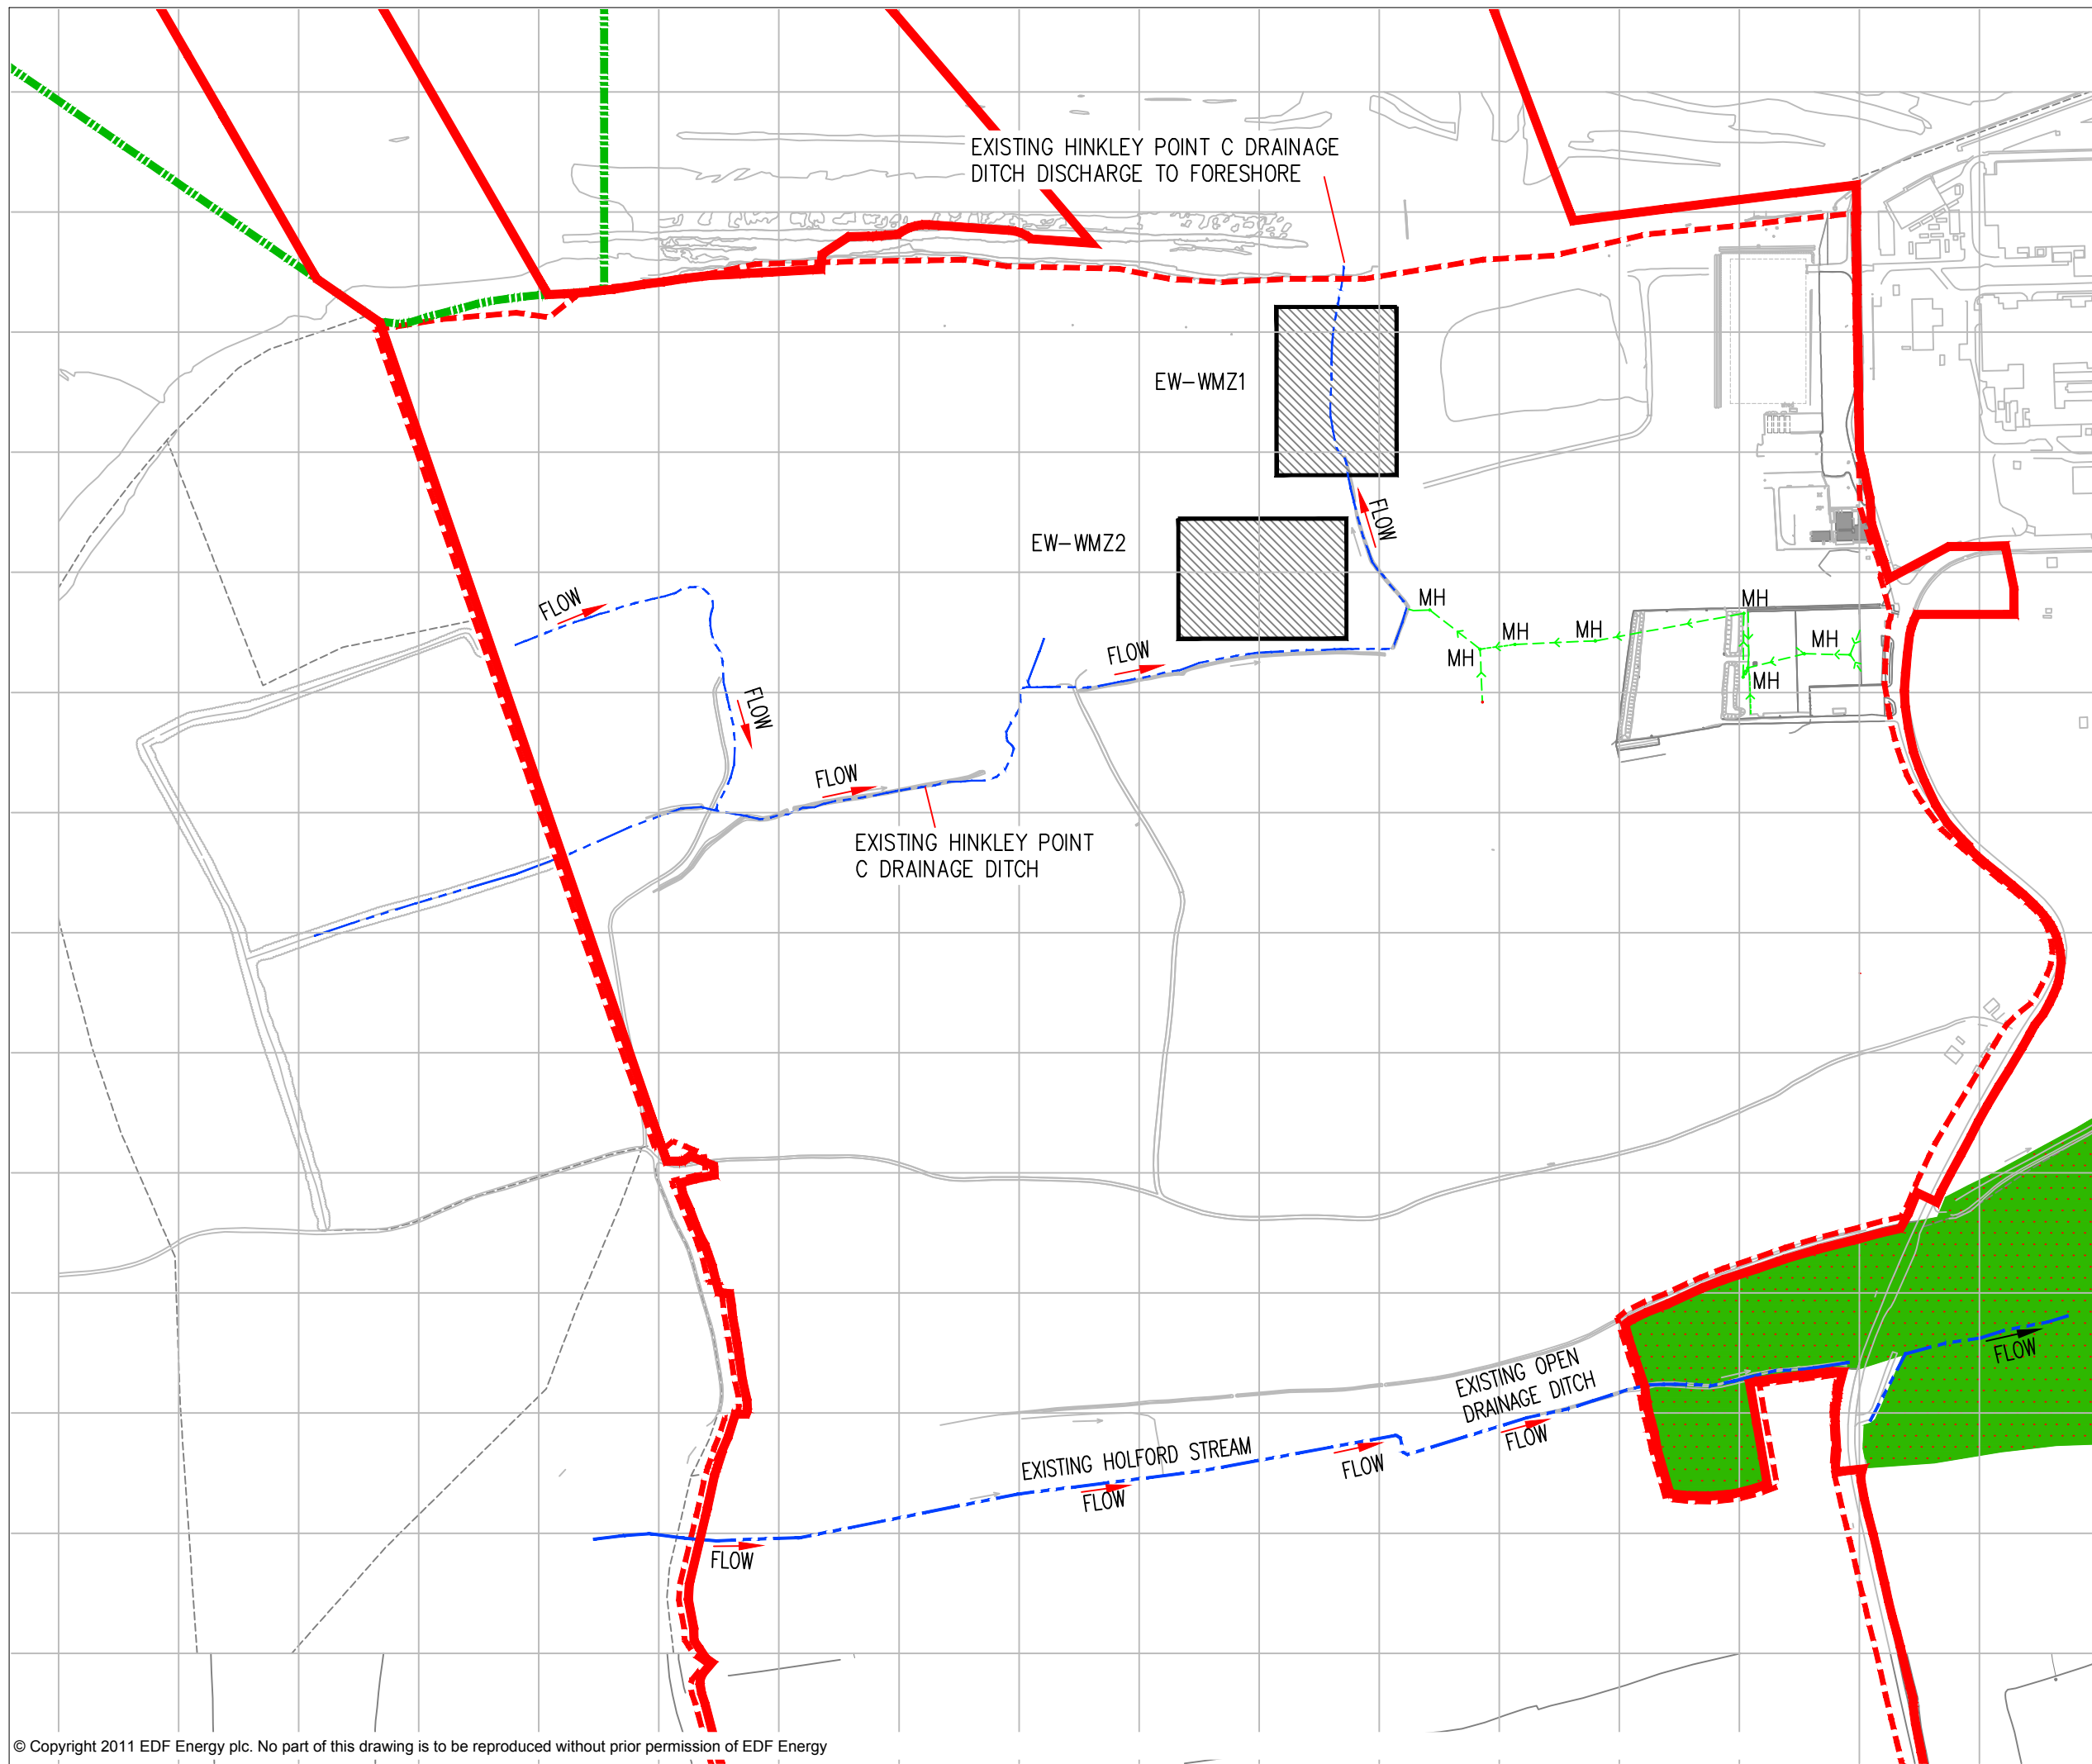 EXISTING HINKLEY POINT C DRAINAGE
DITCH DISCHARGE TO FORESHORE
EW-WMZ1
FLOW
EW-WMZ2
FLOW
MH
MH
MH
MH
MH
MH
MH
FLOW
FLOW
FLOW
EXISTING HINKLEY POINT
C DRAINAGE DITCH
EXISTING OPEN
DRAINAGE DITCH
FLOW
EXISTING HOLFORD STREAM
FLOW
FLOW
FLOW
FLOW
© Copyright 2011 EDF Energy plc. No part of this drawing is to be reproduced without prior permission of EDF Energy